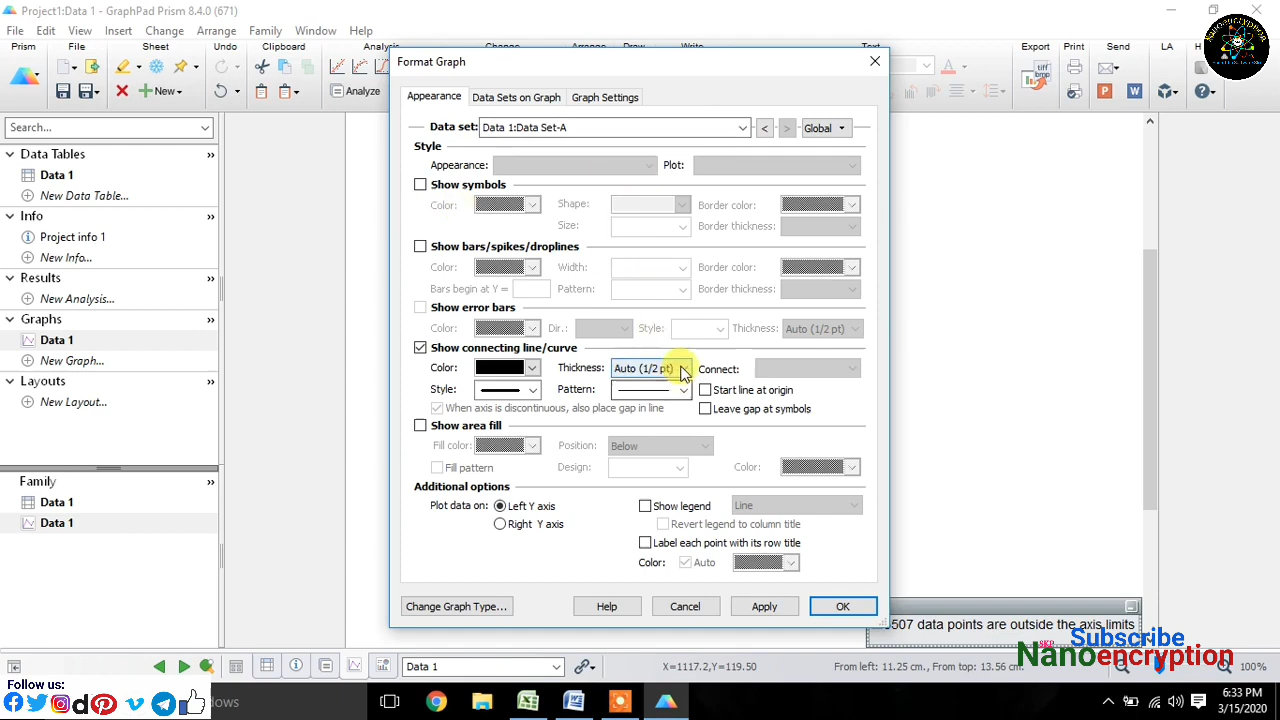 Project1:Data 1 - GraphPad Prism 8.4.0 (671)
File Edit View Insert Change Arrange Family Window Help
Prism File Sheet Undo Clipboard Analysis Change Arrange Draw Write Text Export Print Send LA H
New
Analyze
tiff
bmp
Nanoencryption
Search...
Data Tables
Data 1
New Data Table...
Info
Project info 1
New Info...
Results
New Analysis...
Graphs
Data 1
New Graph...
Layouts
New Layout...
Family
Data 1
Data 1
Format Graph
Appearance Data Sets on Graph Graph Settings
Data set: Data 1:Data Set-A < > Global
Style
Appearance: Plot:
Show symbols
Color: Shape: Border color:
Size: Border thickness:
Show bars/spikes/droplines
Color: Width: Border color:
Bars begin at Y = Pattern: Border thickness:
Show error bars
Color: Dir.: Style: Thickness: Auto (1/2 pt)
Show connecting line/curve
Color: Thickness: Auto (1/2 pt) Connect:
Style: Pattern: Start line at origin
When axis is discontinuous, also place gap in line Leave gap at symbols
Show area fill
Fill color: Position: Below
Fill pattern Design: Color:
Additional options
Plot data on: Left Y axis Show legend Line
Right Y axis Revert legend to column title
Label each point with its row title
Color: Auto
Change Graph Type... Help Cancel Apply OK
507 data points are outside the axis limits
Subscribe
SKB Nanoencryption
Data 1 X=1117.2,Y=119.50 From left: 11.25 cm, From top: 13.56 cm. 100%
Follow us:
ndows
6:33 PM
3/15/2020